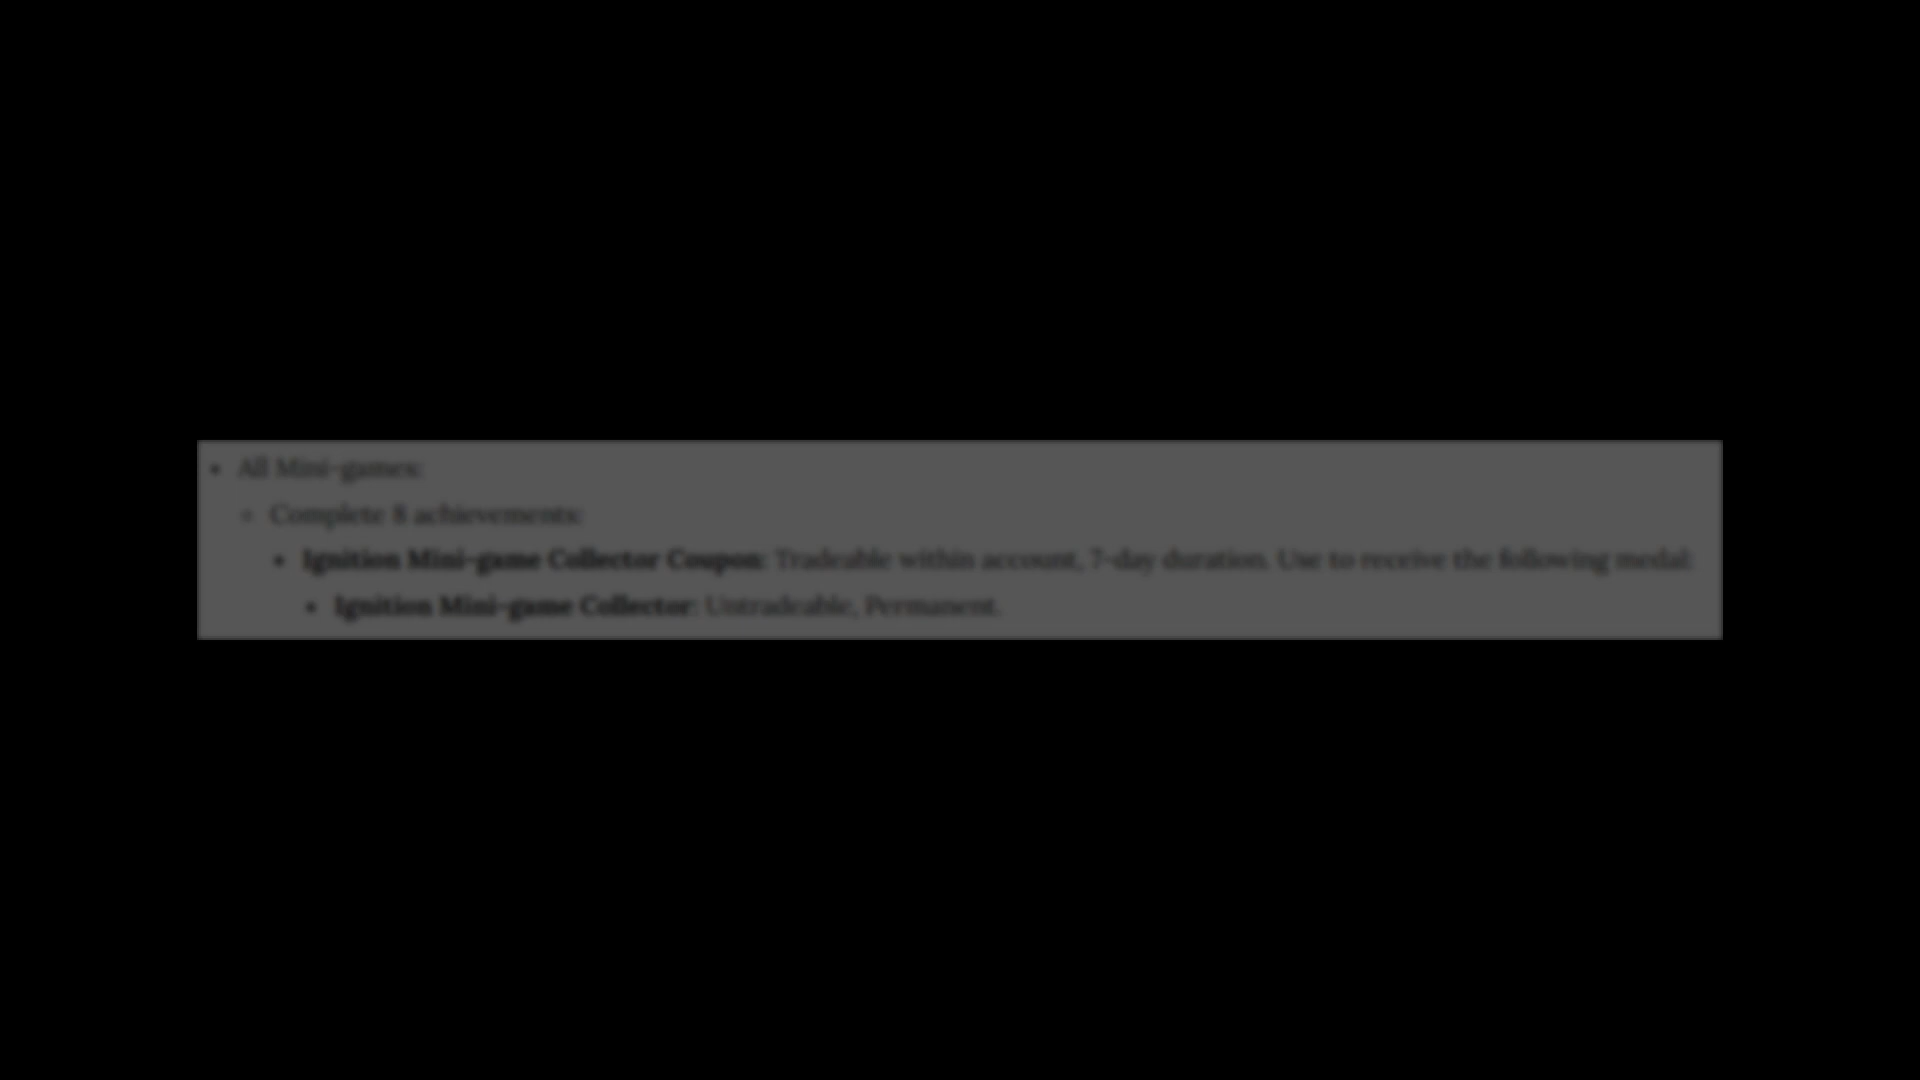 All Mini-games:
Complete 8 achievements:
Ignition Mini-game Collector Coupon: Tradeable within account, 7-day duration. Use to receive the following medal:
Ignition Mini-game Collector: Untradeable, Permanent.